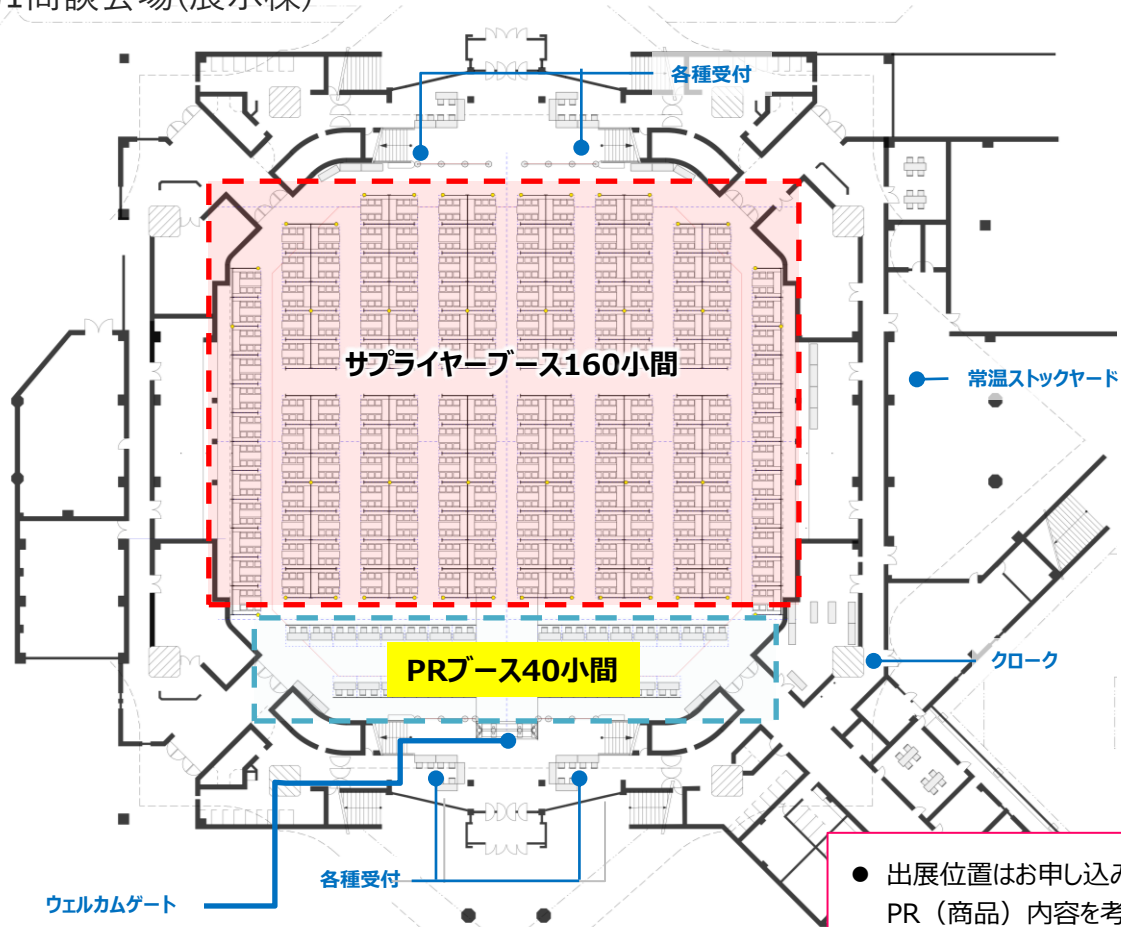 商談会場(展示棟)
各種受付
サプライヤーブース160小間
常温ストックヤード
PRブース40小間
クローク
各種受付
ウェルカムゲート
● 出展位置はお申し込み
PR（商品）内容を考